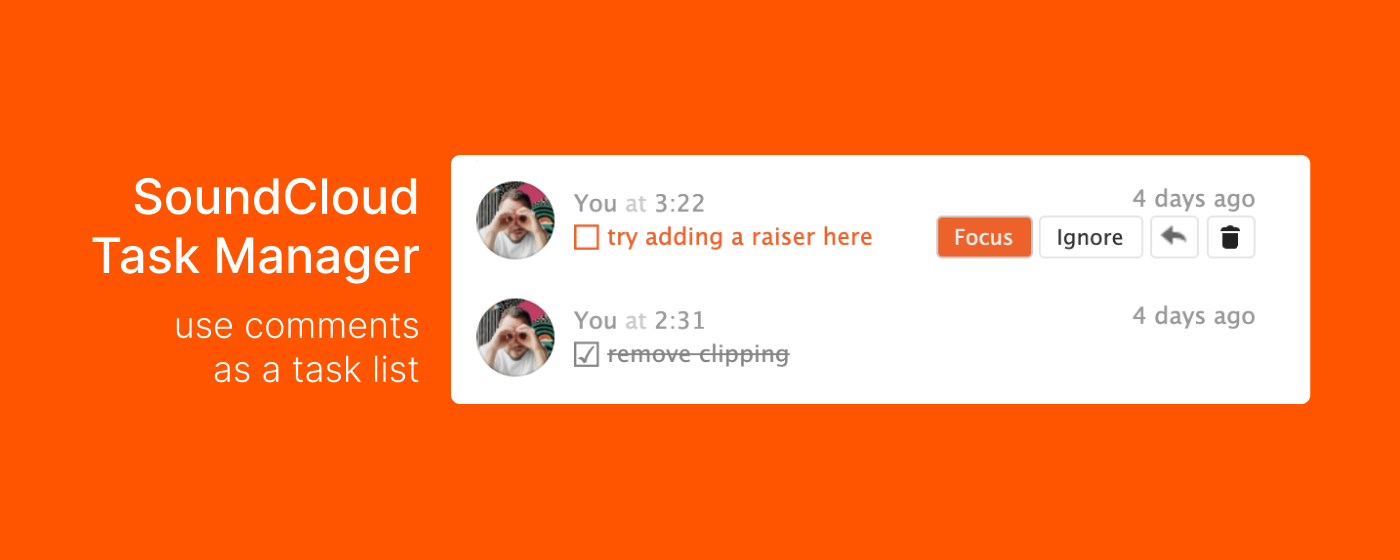 SoundCloud
Task Manager
use comments
as a task list
You at 3:22
4 days ago
☐ try adding a raiser here
Focus
Ignore
You at 2:31
4 days ago
☑ remove clipping